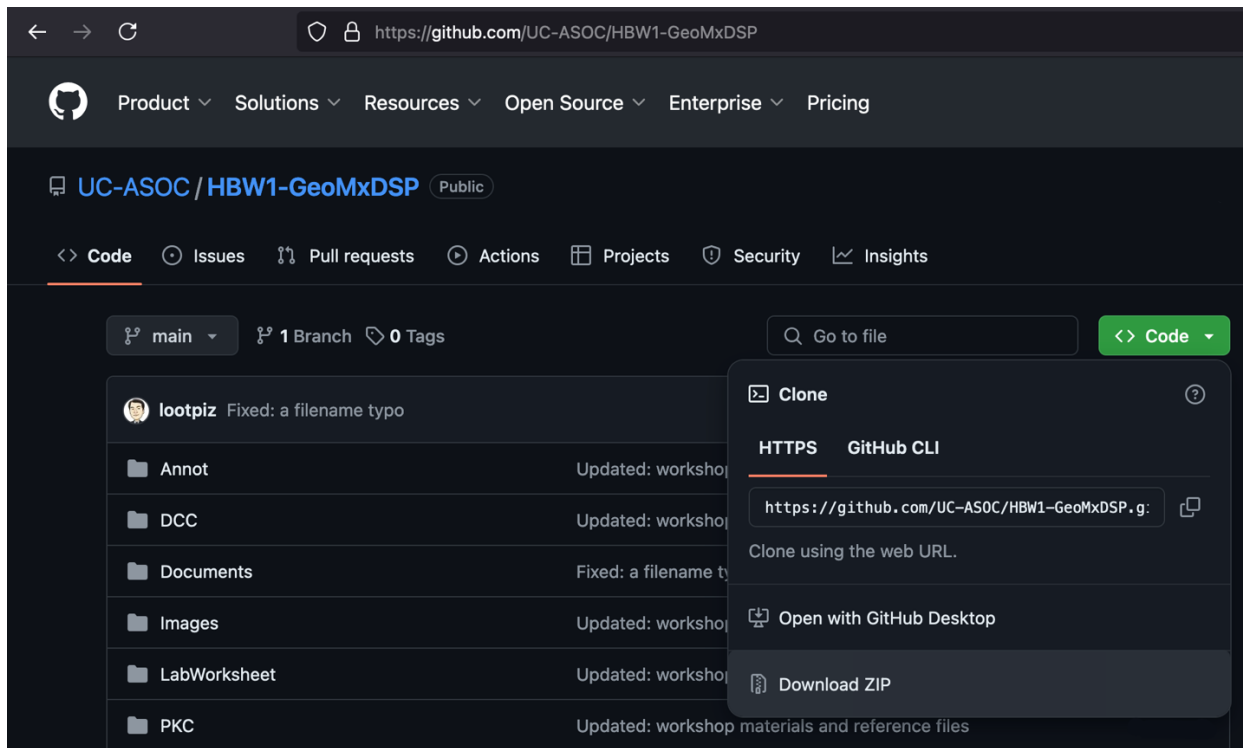 https://github.com/UC-ASOC/HBW1-GeoMxDSP
Product Solutions Resources Open Source Enterprise Pricing
UC-ASOC / HBW1-GeoMxDSP Public
Code Issues Pull requests Actions Projects Security Insights
main 1 Branch 0 Tags Go to file Code
lootpiz Fixed: a filename typo
Annot Updated: workshop
DCC Updated: workshop
Documents Fixed: a filename ty
Images Updated: workshop
LabWorksheet Updated: workshop
PKC Updated: workshop materials and reference files
Clone
HTTPS GitHub CLI
https://github.com/UC-ASOC/HBW1-GeoMxDSP.gi
Clone using the web URL.
Open with GitHub Desktop
Download ZIP